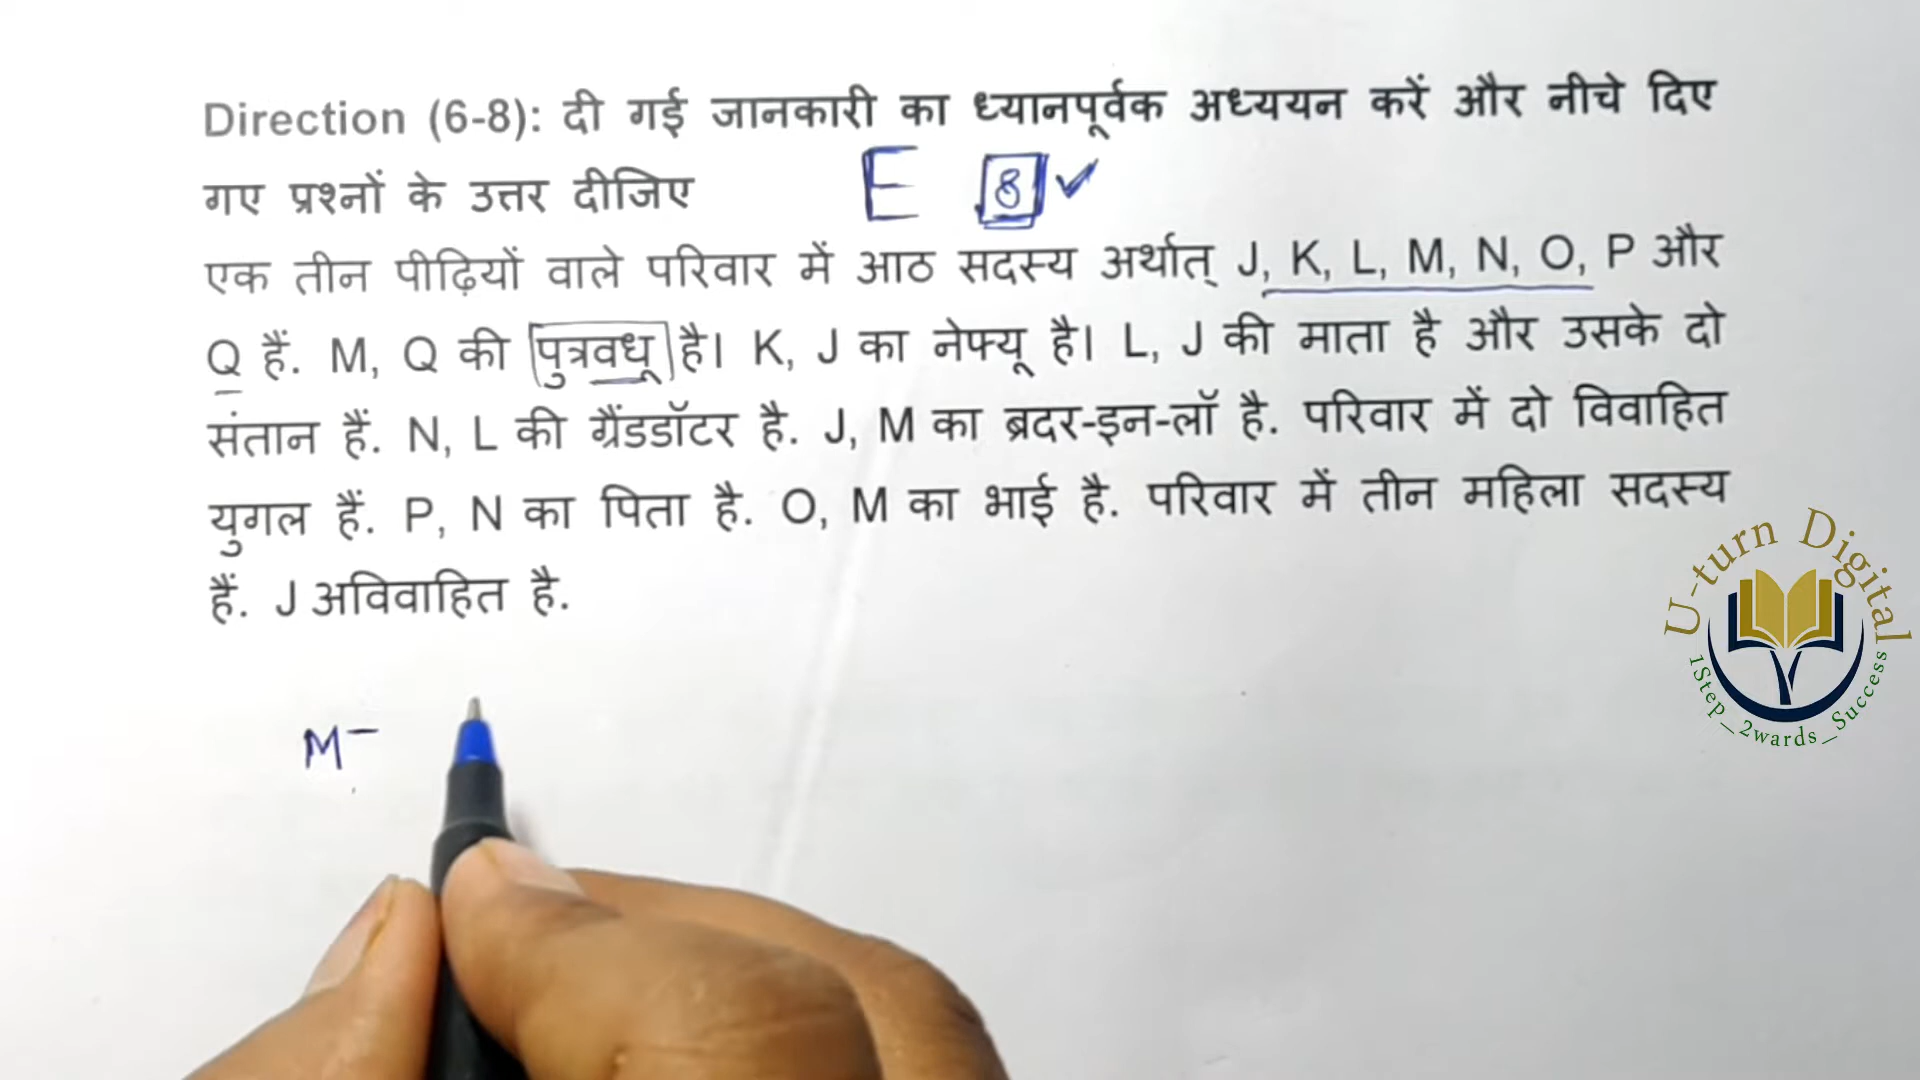 Direction (6-8): दी गई जानकारी का ध्यानपूर्वक अध्ययन करें और नीचे दिए
गए प्रश्नों के उत्तर दीजिए E 8 ✓
एक तीन पीढ़ियों वाले परिवार में आठ सदस्य अर्थात् J, K, L, M, N, O, P और
Q हैं. M, Q की पुत्रवधू है। K, J का नेफ्यू है। L, J की माता है और उसके दो
संतान हैं. N, L की ग्रैंडडॉटर है. J, M का ब्रदर-इन-लॉ है. परिवार में दो विवाहित
युगल हैं. P, N का पिता है. O, M का भाई है. परिवार में तीन महिला सदस्य
हैं. J अविवाहित है.
M⁻
U-turn Digital
1Step_2wards_Success